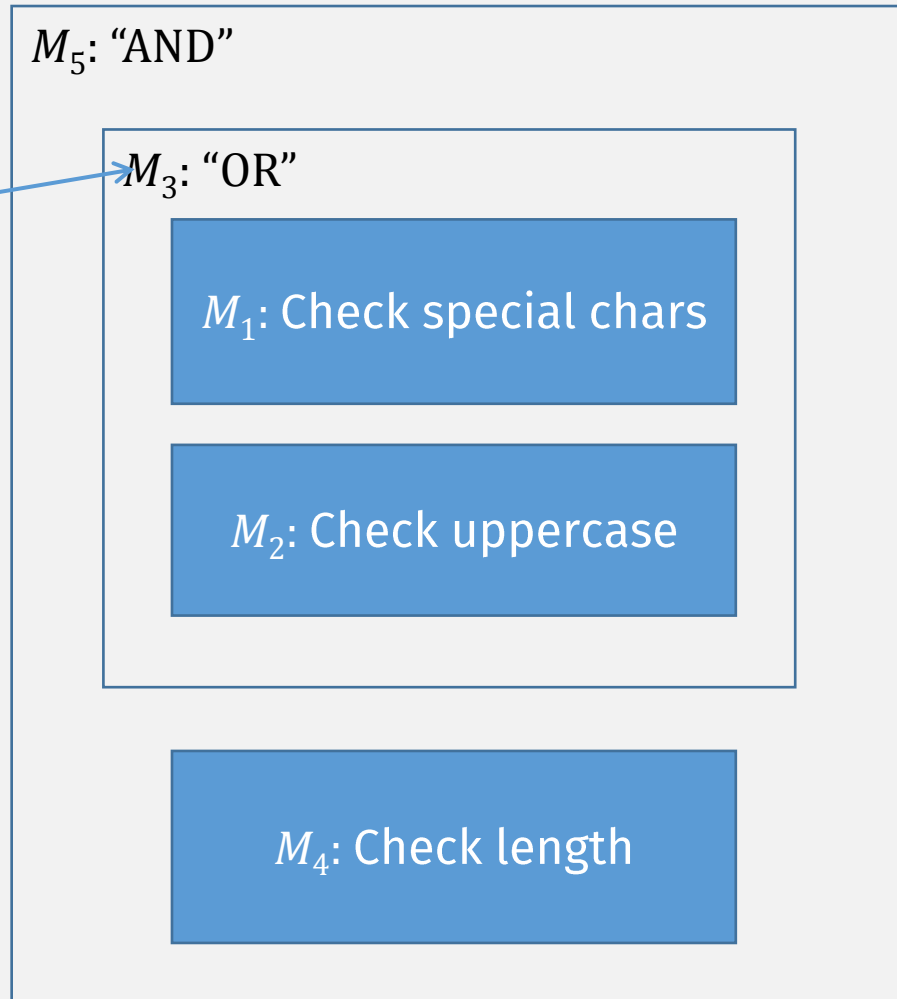 M₅: “AND”
M₃: “OR”
M₁: Check special chars
M₂: Check uppercase
M₄: Check length